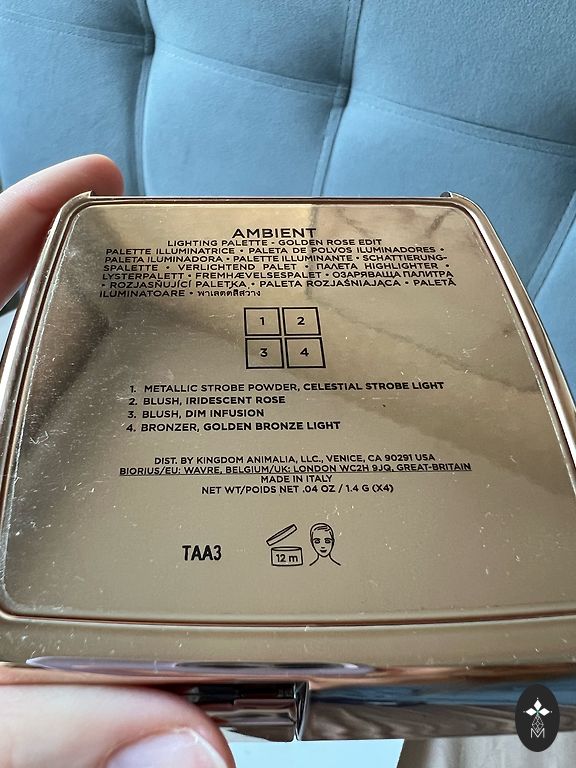 AMBIENT
LIGHTING PALETTE • GOLDEN ROSE EDIT
PALETTE ILLUMINATRICE • PALETA DE POLVOS ILUMINADORES •
PALETA ILUMINADORA • PALETTE ILLUMINANTE • SCHATTIERUNG-
SPALETTE • VERLICHTEND PALET • ΠΑΛΕΤΑ HIGHLIGHTER •
LYSTERPALETT • FREMHÆVELSESPALET • ОЗАРЯВАЩА ПАЛИТРА
• ROZJASŇUJÍCÍ PALETKA • PALETA ROZJAŚNIAJĄCA • PALETĂ
ILUMINATOARE • พาเลตต์สีสว่าง
1 2
3 4
1. METALLIC STROBE POWDER, CELESTIAL STROBE LIGHT
2. BLUSH, IRIDESCENT ROSE
3. BLUSH, DIM INFUSION
4. BRONZER, GOLDEN BRONZE LIGHT
DIST. BY KINGDOM ANIMALIA, LLC., VENICE, CA 90291 USA
BIORIUS/EU: WAVRE, BELGIUM/UK: LONDON WC2H 9JQ, GREAT-BRITAIN
MADE IN ITALY
NET WT/POIDS NET .04 OZ / 1.4 G (X4)
TAA3
12 m